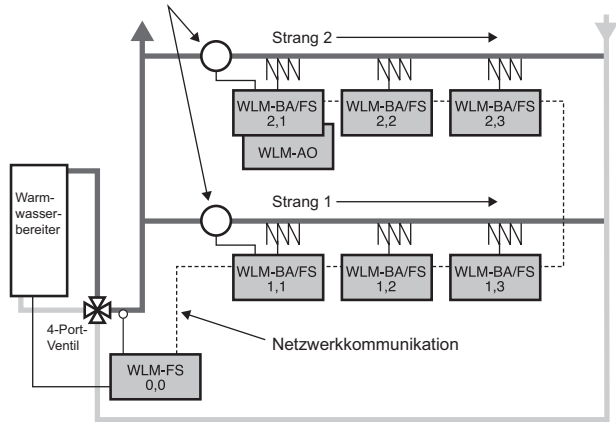 Strang 2
WLM-BA/FS
2,1
WLM-BA/FS
2,2
WLM-BA/FS
2,3
WLM-AO
Warm-
wasser-
bereiter
Strang 1
WLM-BA/FS
1,1
WLM-BA/FS
1,2
WLM-BA/FS
1,3
4-Port-
Ventil
Netzwerkkommunikation
WLM-FS
0,0